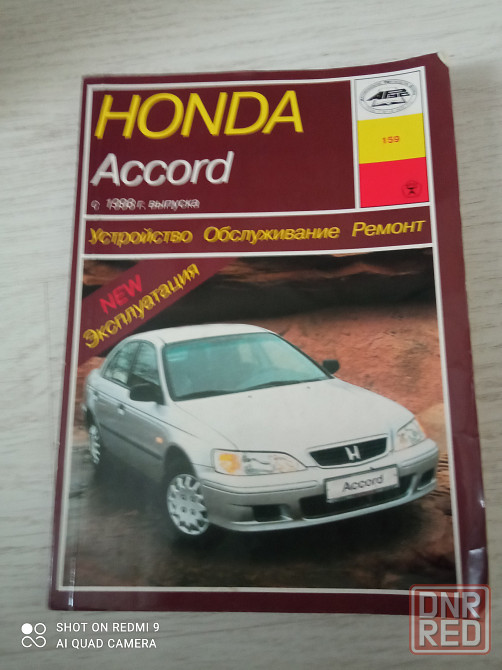 HONDA
159
Accord
с 1998 г. выпуска
Устройство Обслуживание Ремонт
NEW
Эксплуатация
Accord
SHOT ON REDMI 9
AI QUAD CAMERA
DNR
RED